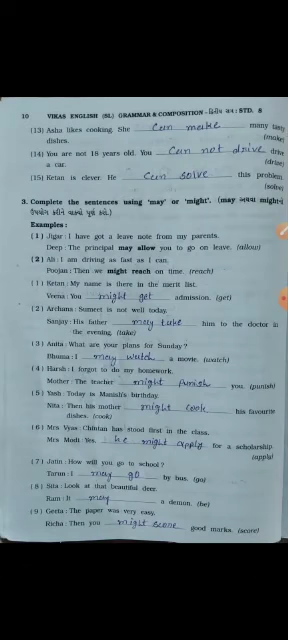 10 VIKAS ENGLISH (SL) GRAMMAR & COMPOSITION - દ્વિતીય સત્ર : STD. 8
(13) Asha likes cooking. She Can make many tasty
dishes. (make)
(14) You are not 18 years old. You Can not drive drive
a car. (drive)
(15) Ketan is clever. He Can solve this problem.
(solve)
3. Complete the sentences using 'may' or 'might'. (may અથવા might નો
ઉપયોગ કરીને વાક્યો પૂર્ણ કરો.)
Examples :
(1) Jigar : I have got a leave note from my parents.
Deep : The principal may allow you to go on leave. (allow)
(2) Ali : I am driving as fast as I can.
Poojan : Then we might reach on time. (reach)
(1) Ketan : My name is there in the merit list.
Veena : You might get admission. (get)
(2) Archana : Sumeet is not well today.
Sanjay : His father may take him to the doctor in
the evening. (take)
(3) Anita : What are your plans for Sunday?
Bhuma : I may watch a movie. (watch)
(4) Harsh : I forgot to do my homework.
Mother : The teacher might punish you. (punish)
(5) Yash : Today is Manish's birthday.
Nita : Then his mother might cook his favourite
dishes. (cook)
(6) Mrs Vyas : Chintan has stood first in the class.
Mrs Modi : Yes, he might apply for a scholarship.
(apply)
(7) Jatin : How will you go to school?
Tarun : I may go by bus. (go)
(8) Sita : Look at that beautiful deer.
Ram : It may a demon. (be)
(9) Geeta : The paper was very easy.
Richa : Then you might score good marks. (score)